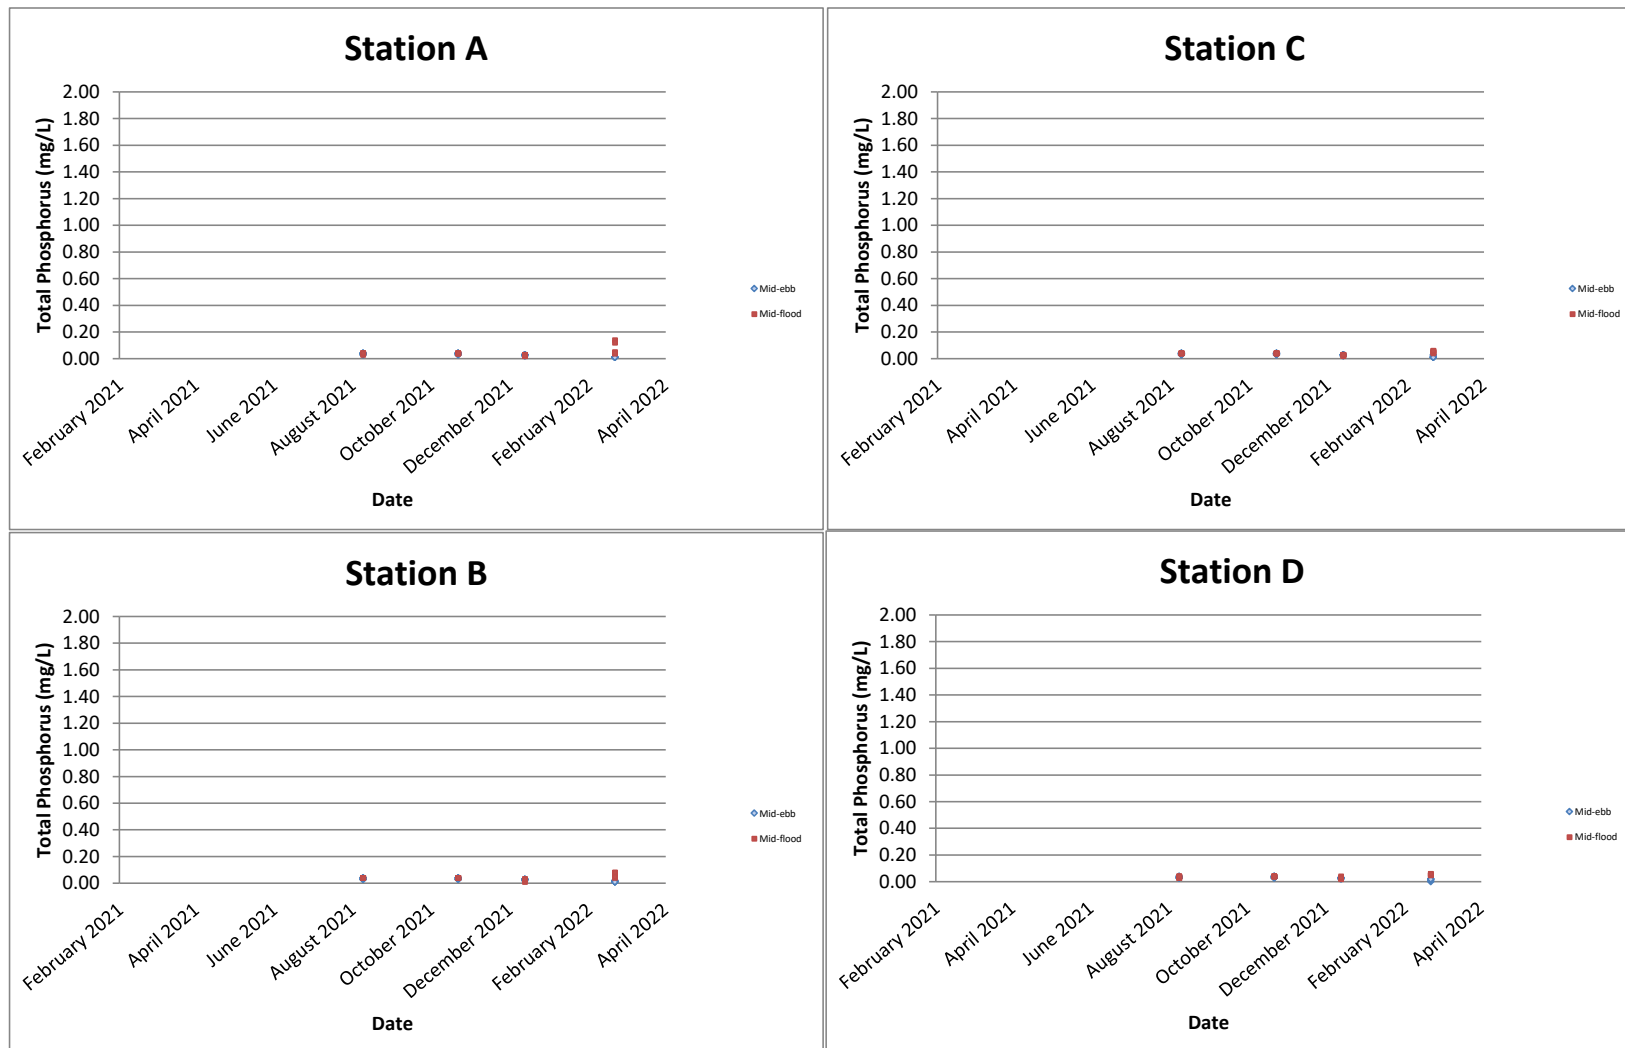 Station A
Total Phosphorus (mg/L)
2.00
1.80
1.60
1.40
1.20
1.00
0.80
0.60
0.40
0.20
0.00
February 2021
April 2021
June 2021
August 2021
October 2021
December 2021
February 2022
April 2022
Date
Mid-ebb
Mid-flood
Station C
Total Phosphorus (mg/L)
2.00
1.80
1.60
1.40
1.20
1.00
0.80
0.60
0.40
0.20
0.00
February 2021
April 2021
June 2021
August 2021
October 2021
December 2021
February 2022
April 2022
Date
Mid-ebb
Mid-flood
Station B
Total Phosphorus (mg/L)
2.00
1.80
1.60
1.40
1.20
1.00
0.80
0.60
0.40
0.20
0.00
February 2021
April 2021
June 2021
August 2021
October 2021
December 2021
February 2022
April 2022
Date
Mid-ebb
Mid-flood
Station D
Total Phosphorus (mg/L)
2.00
1.80
1.60
1.40
1.20
1.00
0.80
0.60
0.40
0.20
0.00
February 2021
April 2021
June 2021
August 2021
October 2021
December 2021
February 2022
April 2022
Date
Mid-ebb
Mid-flood